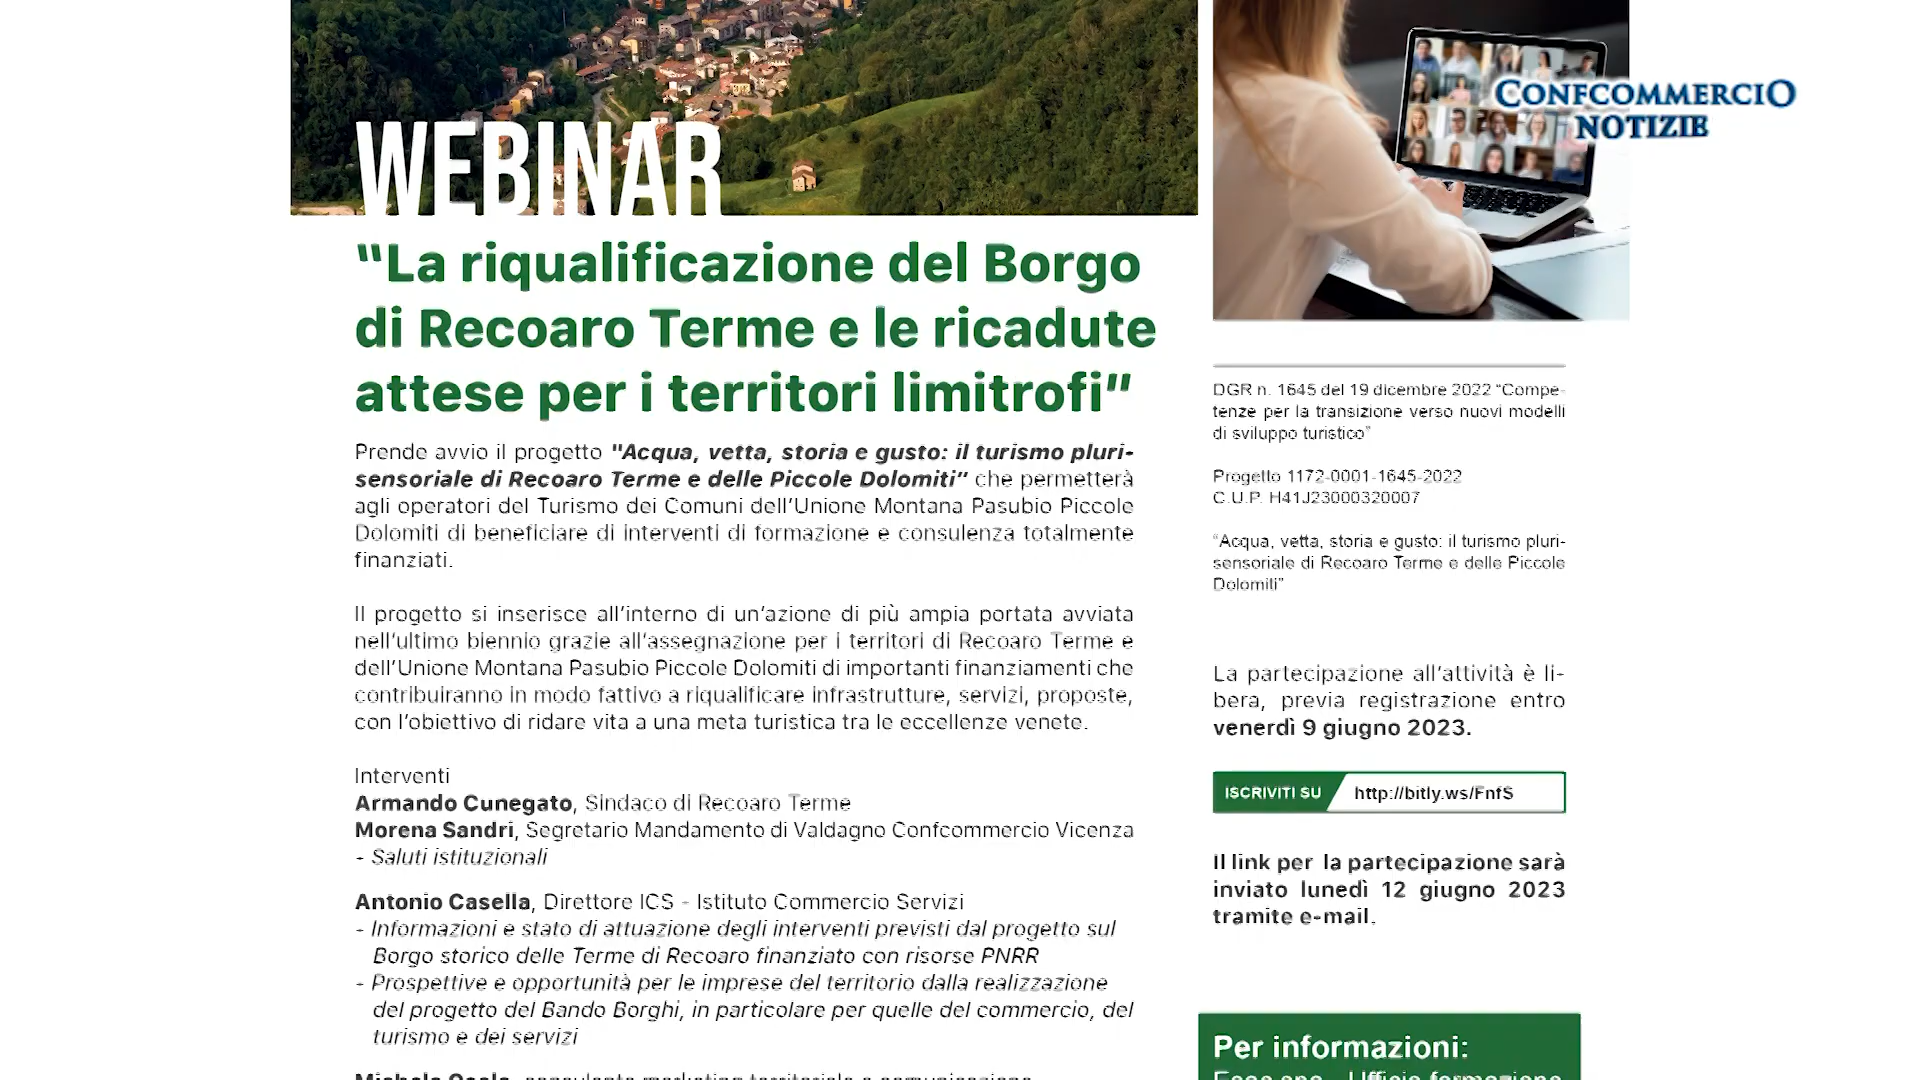 CONFCOMMERCIO
NOTIZIE
WEBINAR
"La riqualificazione del Borgo
di Recoaro Terme e le ricadute
attese per i territori limitrofi"
Prende avvio il progetto "Acqua, vetta, storia e gusto: il turismo pluri-
sensoriale di Recoaro Terme e delle Piccole Dolomiti" che permetterà
agli operatori del Turismo dei Comuni dell'Unione Montana Pasubio Piccole
Dolomiti di beneficiare di interventi di formazione e consulenza totalmente
finanziati.
Il progetto si inserisce all'interno di un'azione di più ampia portata avviata
nell'ultimo biennio grazie all'assegnazione per i territori di Recoaro Terme e
dell'Unione Montana Pasubio Piccole Dolomiti di importanti finanziamenti che
contribuiranno in modo fattivo a riqualificare infrastrutture, servizi, proposte,
con l'obiettivo di ridare vita a una meta turistica tra le eccellenze venete.
Interventi
Armando Cunegato, Sindaco di Recoaro Terme
Morena Sandri, Segretario Mandamento di Valdagno Confcommercio Vicenza
- Saluti istituzionali
Antonio Casella, Direttore ICS - Istituto Commercio Servizi
- Informazioni e stato di attuazione degli interventi previsti dal progetto sul
Borgo storico delle Terme di Recoaro finanziato con risorse PNRR
- Prospettive e opportunità per le imprese del territorio dalla realizzazione
del progetto del Bando Borghi, in particolare per quelle del commercio, del
turismo e dei servizi
DGR n. 1645 del 19 dicembre 2022 "Compe-
tenze per la transizione verso nuovi modelli
di sviluppo turistico"
Progetto 1172-0001-1645-2022
C.U.P. H41J23000320007
"Acqua, vetta, storia e gusto: il turismo pluri-
sensoriale di Recoaro Terme e delle Piccole
Dolomiti"
La partecipazione all'attività è li-
bera, previa registrazione entro
venerdì 9 giugno 2023.
ISCRIVITI SU http://bitly.ws/FnfS
Il link per la partecipazione sarà
inviato lunedì 12 giugno 2023
tramite e-mail.
Per informazioni: